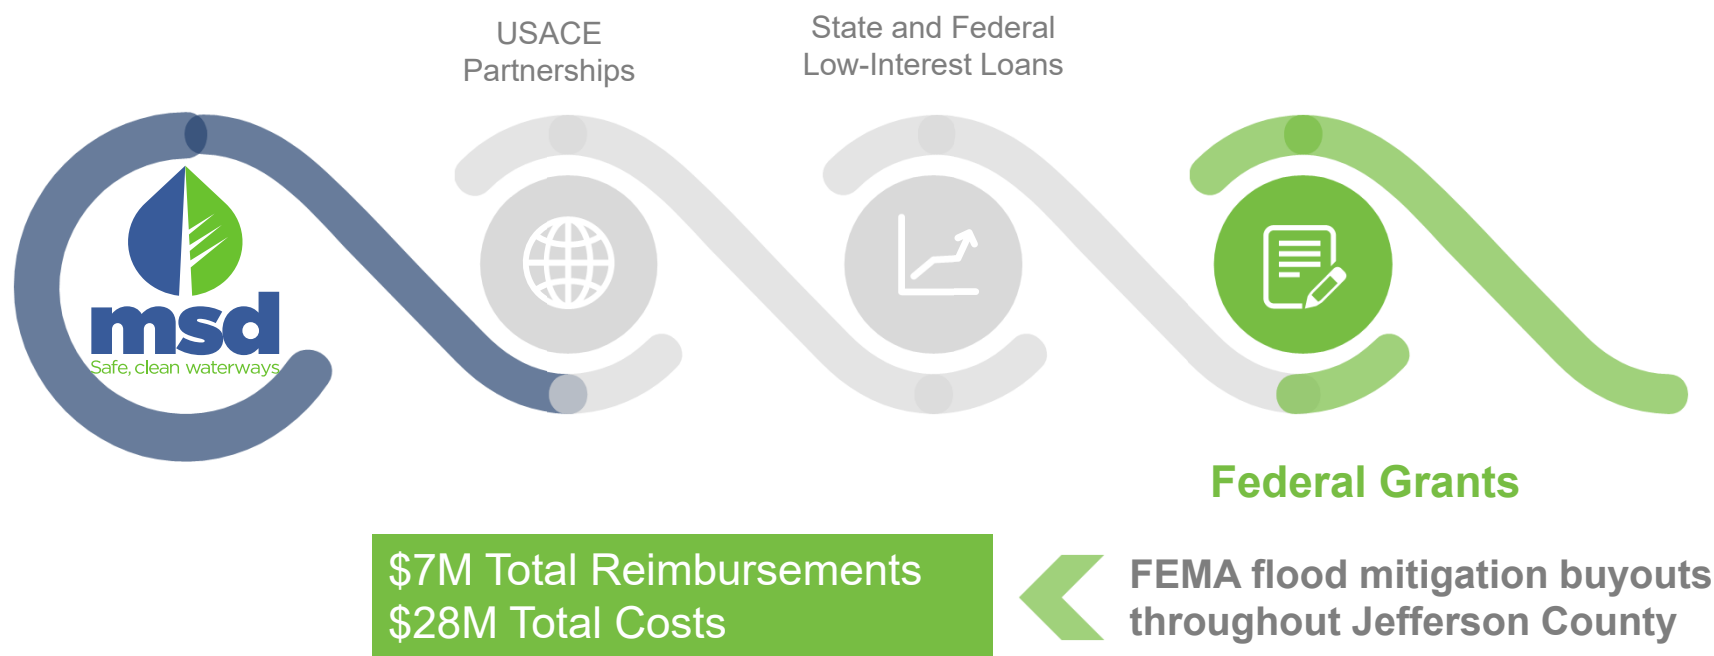 USACE
Partnerships
State and Federal
Low-Interest Loans
msd
Safe, clean waterways
Federal Grants
$7M Total Reimbursements
$28M Total Costs
FEMA flood mitigation buyouts
throughout Jefferson County